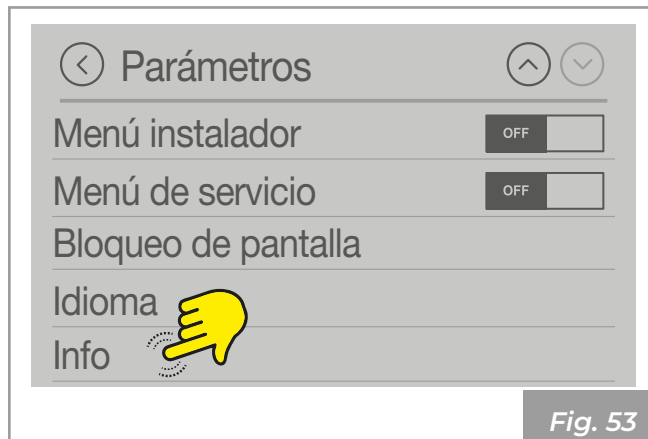 Parámetros
Menú instalador OFF
Menú de servicio OFF
Bloqueo de pantalla
Idioma
Info
Fig. 53